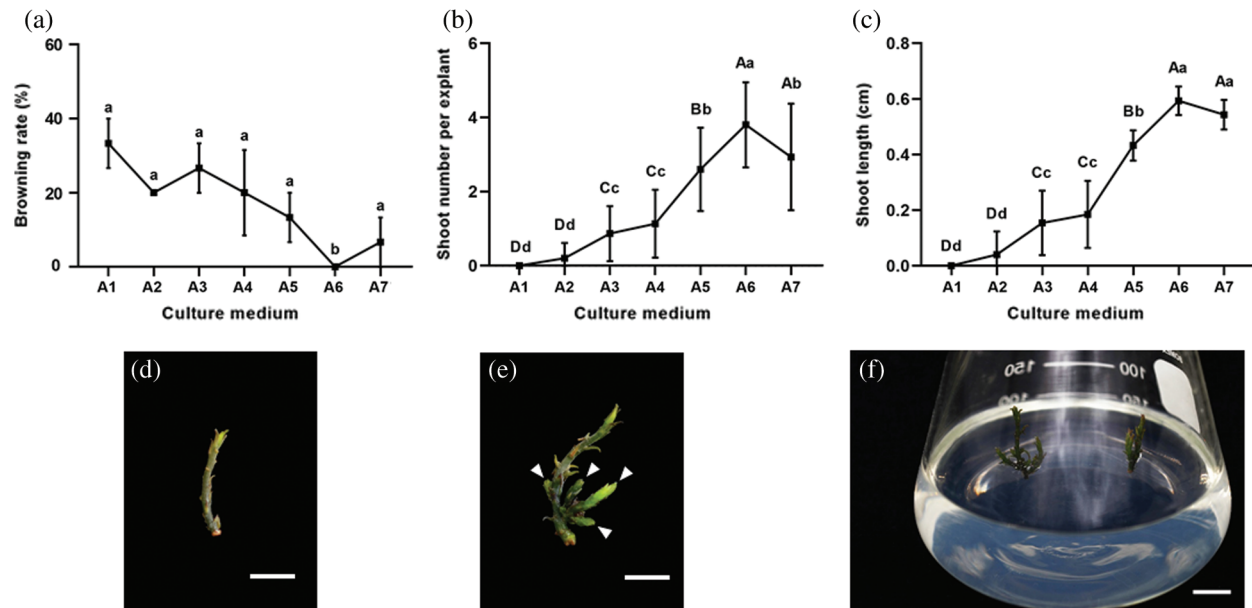 (a)
60
40
20
0
Browning rate (%)
a
a
a
a
a
b
a
A1 A2 A3 A4 A5 A6 A7
Culture medium
(b)
6
4
2
0
Shoot number per explant
Dd
Dd
Cc
Cc
Bb
Aa
Ab
A1 A2 A3 A4 A5 A6 A7
Culture medium
(c)
0.8
0.6
0.4
0.2
0.0
Shoot length (cm)
Dd
Dd
Cc
Cc
Bb
Aa
Aa
A1 A2 A3 A4 A5 A6 A7
Culture medium
(d)
(e)
(f)
150
100
100